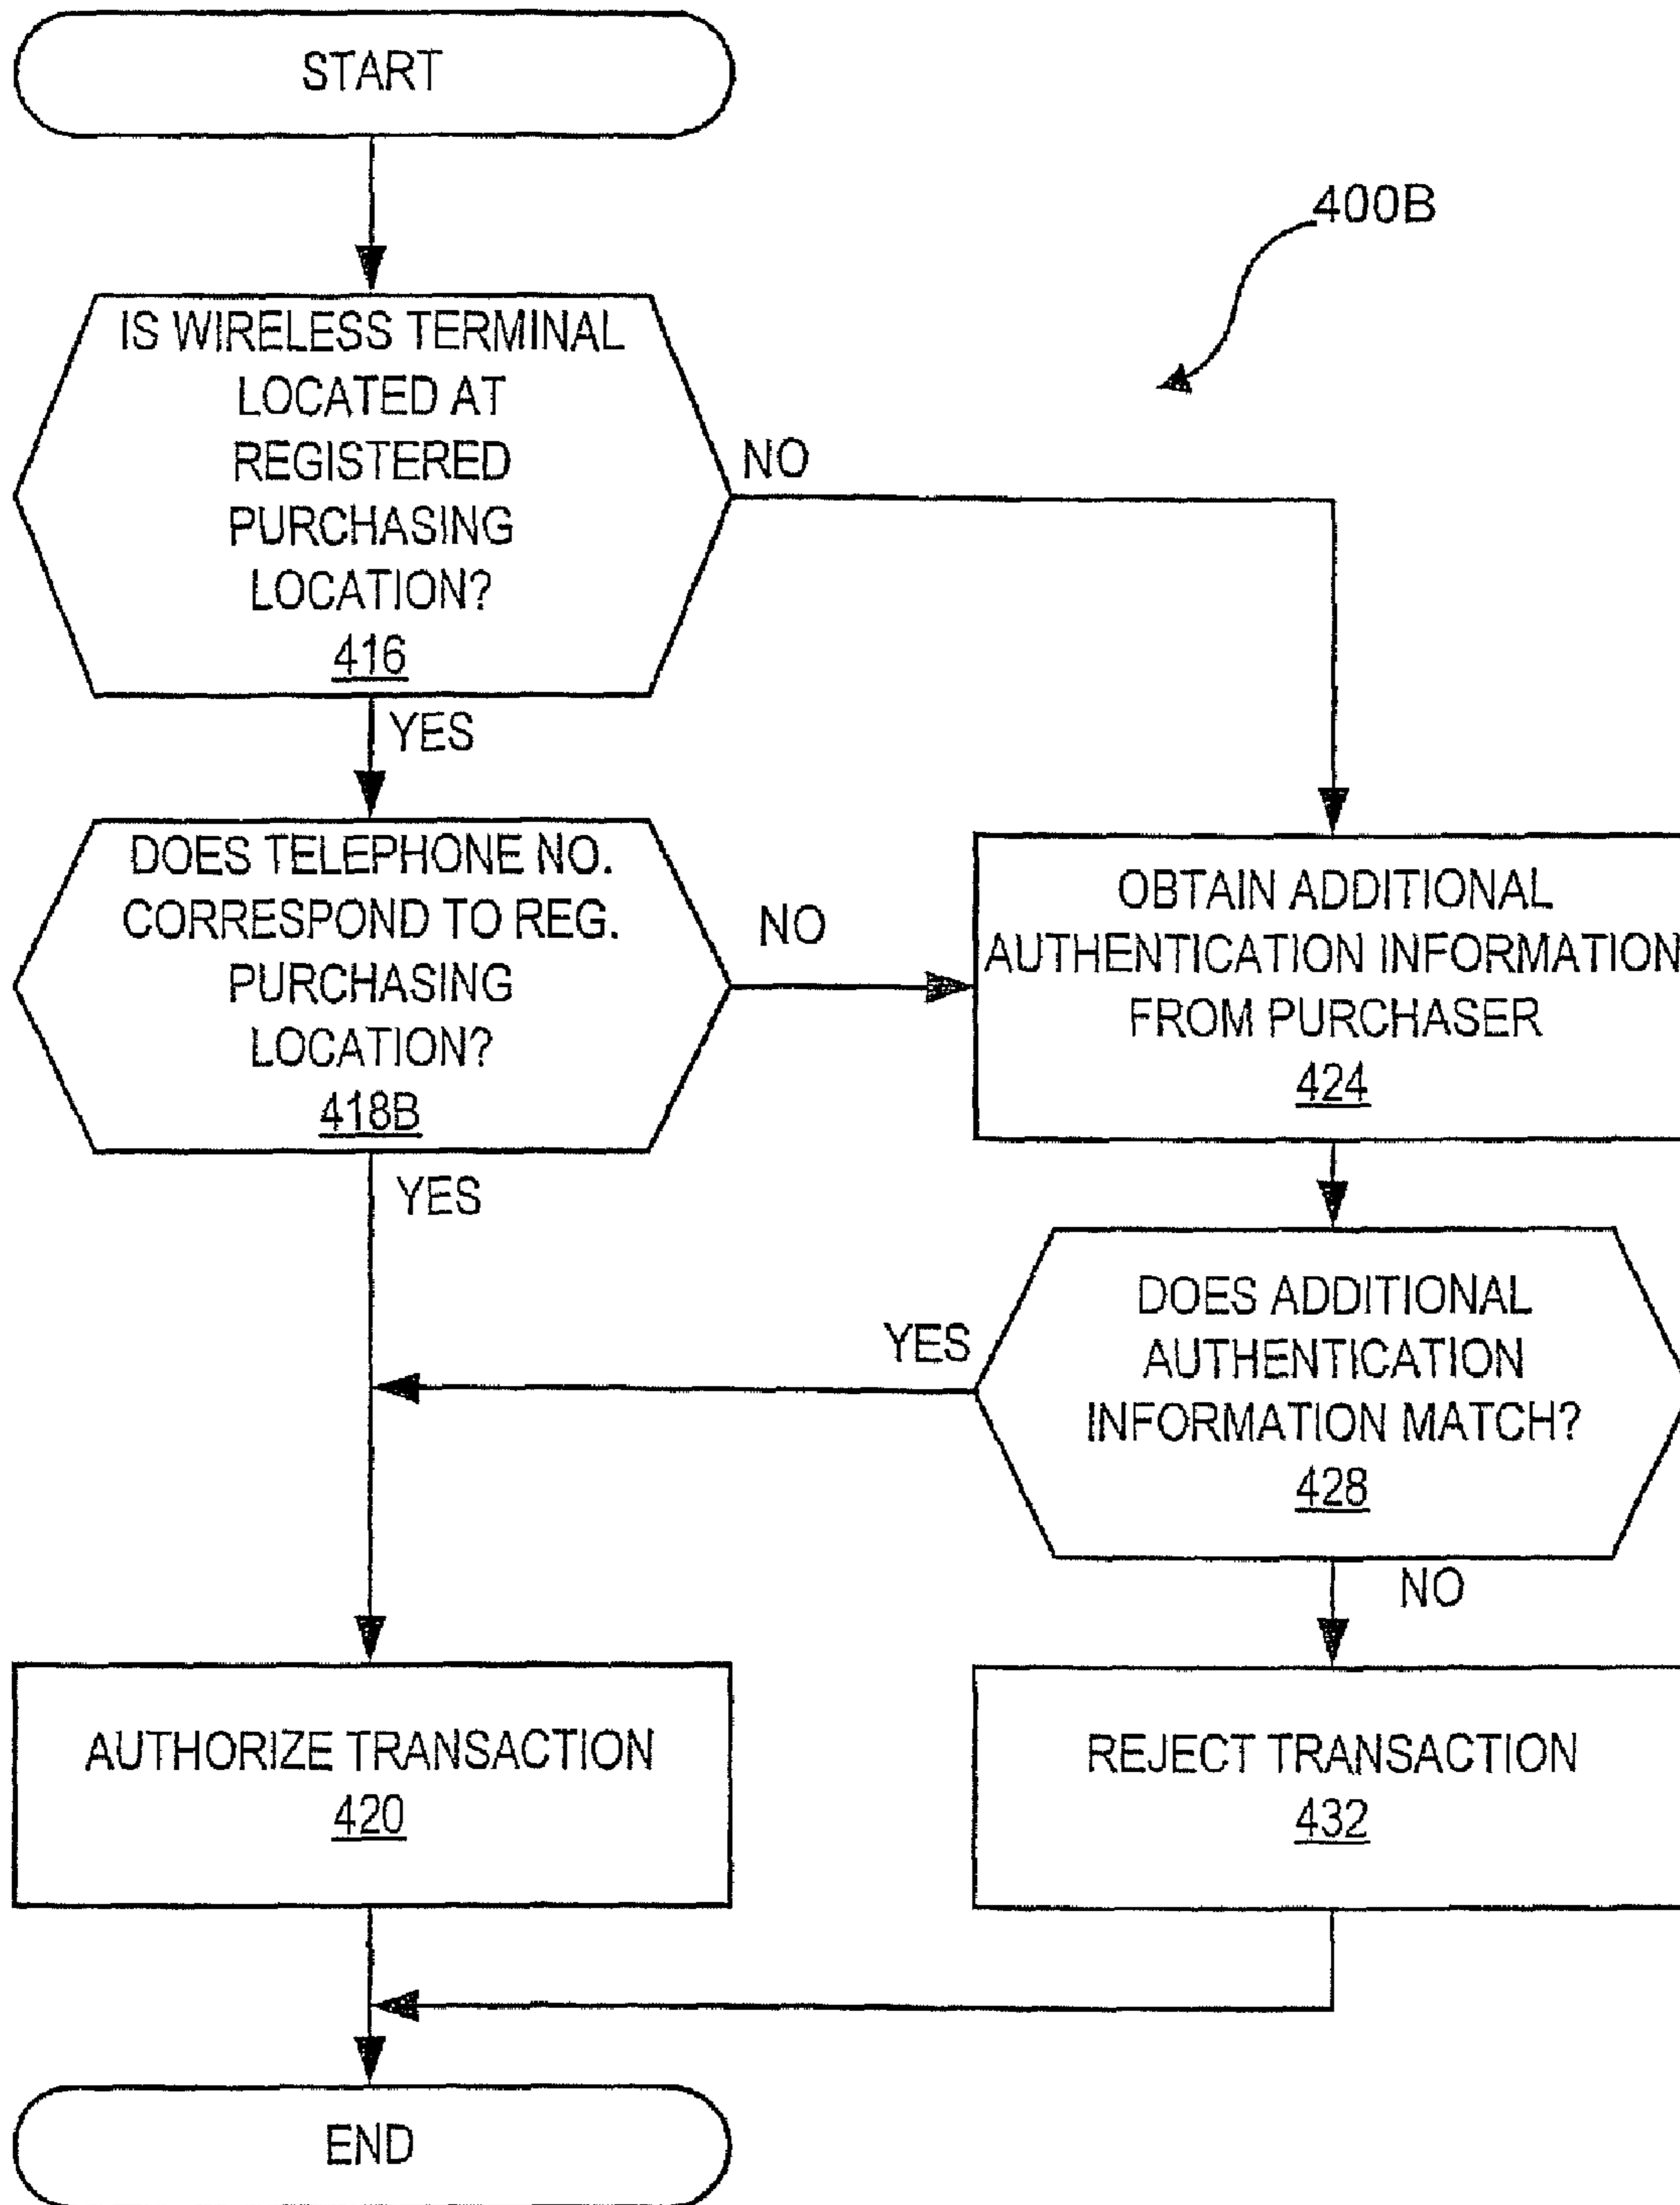 START
400B
IS WIRELESS TERMINAL
LOCATED AT
REGISTERED
PURCHASING
LOCATION?
416
NO
YES
DOES TELEPHONE NO.
CORRESPOND TO REG.
PURCHASING
LOCATION?
418B
NO
YES
OBTAIN ADDITIONAL
AUTHENTICATION INFORMATION
FROM PURCHASER
424
DOES ADDITIONAL
AUTHENTICATION
INFORMATION MATCH?
428
YES
NO
AUTHORIZE TRANSACTION
420
REJECT TRANSACTION
432
END